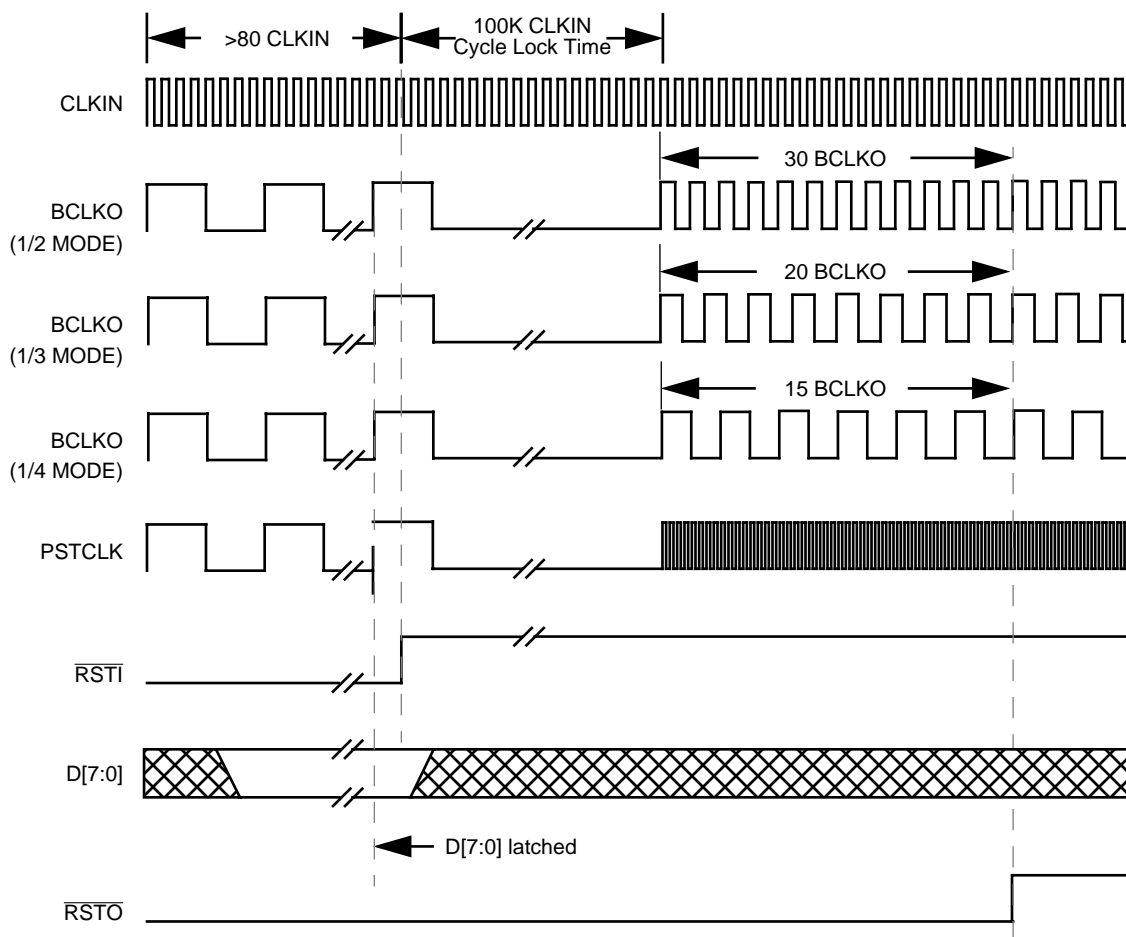 >80 CLKIN
100K CLKIN
Cycle Lock Time
CLKIN
30 BCLKO
BCLKO
(1/2 MODE)
20 BCLKO
BCLKO
(1/3 MODE)
15 BCLKO
BCLKO
(1/4 MODE)
PSTCLK
RSTI
D[7:0]
D[7:0] latched
RSTO